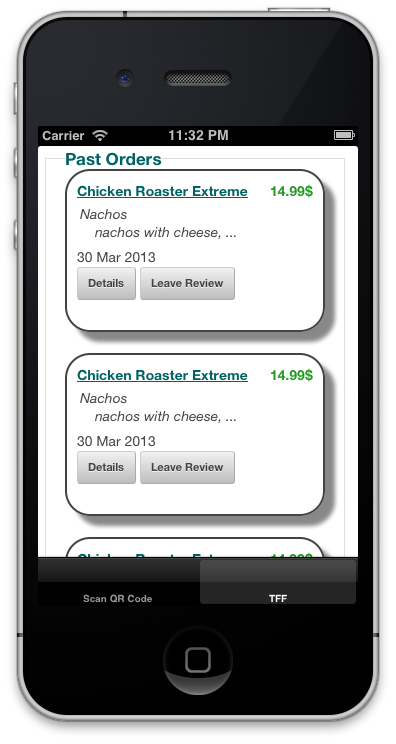 Carrier 11:32 PM
Past Orders
Chicken Roaster Extreme 14.99$
Nachos
nachos with cheese, ...
30 Mar 2013
Details Leave Review
Chicken Roaster Extreme 14.99$
Nachos
nachos with cheese, ...
30 Mar 2013
Details Leave Review
Scan QR Code TFF